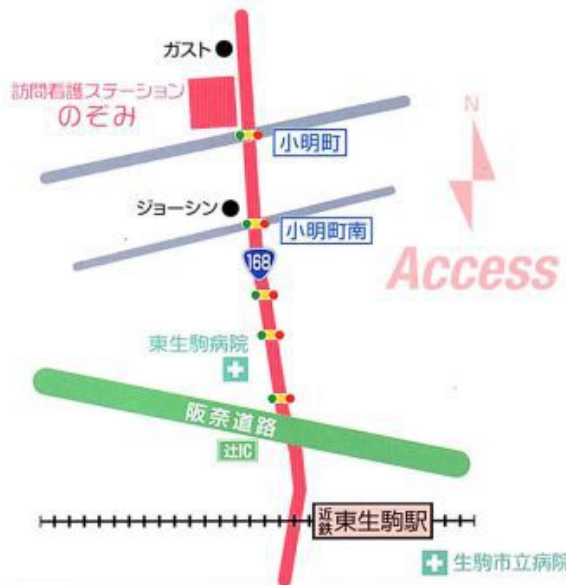 ガスト
訪問看護ステーション
のぞみ
N
小明町
ジョーシン
小明町南
168
Access
東生駒病院
阪奈道路
辻IC
近鉄 東生駒駅
生駒市立病院